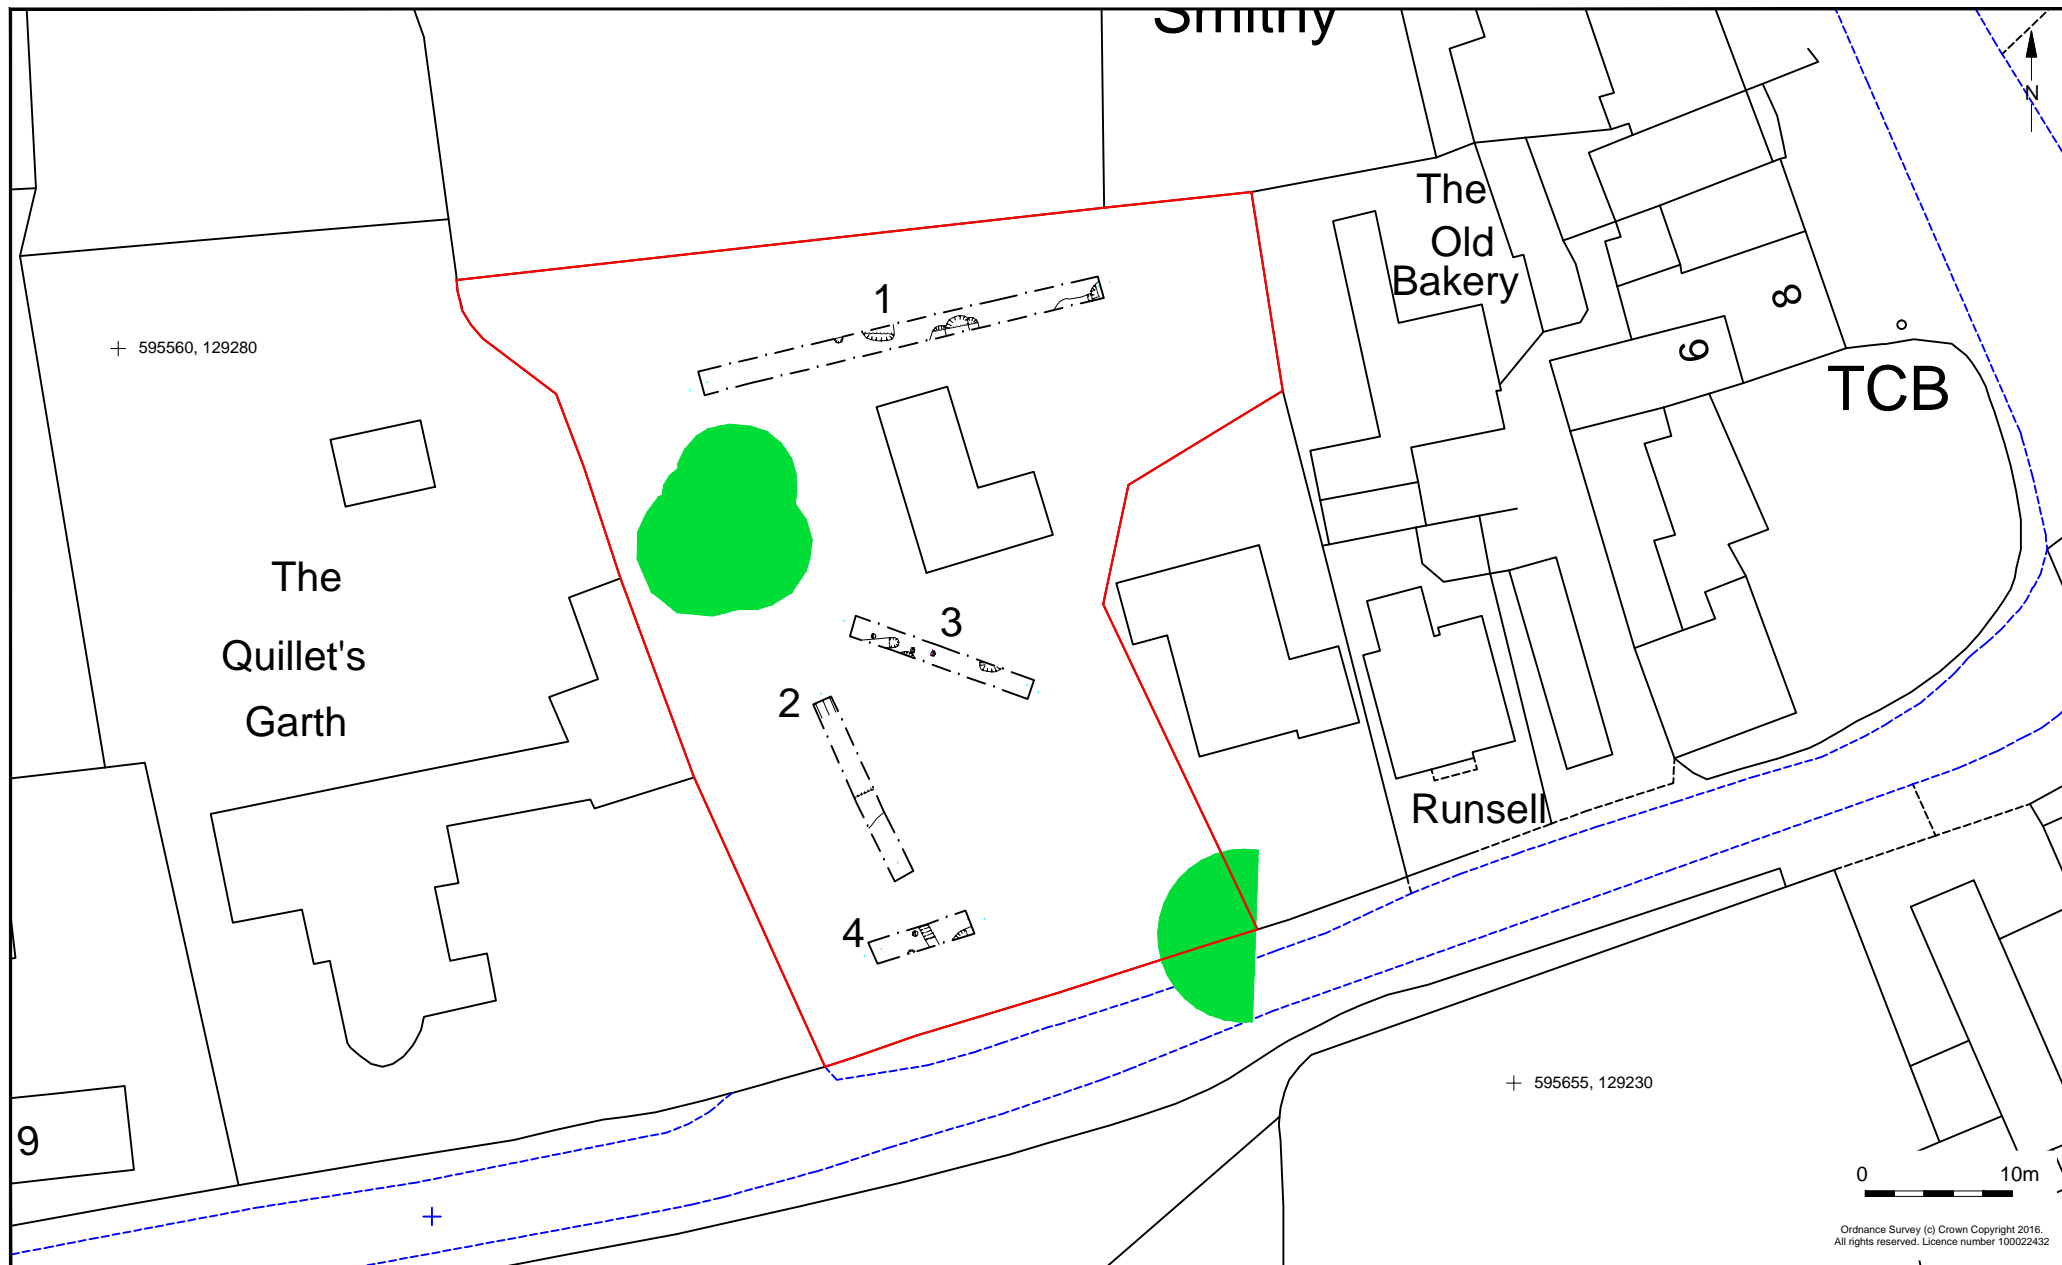 Smithy
N
The
Old
Bakery
1
8
595560, 129280
6
TCB
The
3
Quillet's
2
Garth
Runsell
4
595655, 129230
9
0 10m
Ordnance Survey (c) Crown Copyright 2016.
All rights reserved. Licence number 100022432